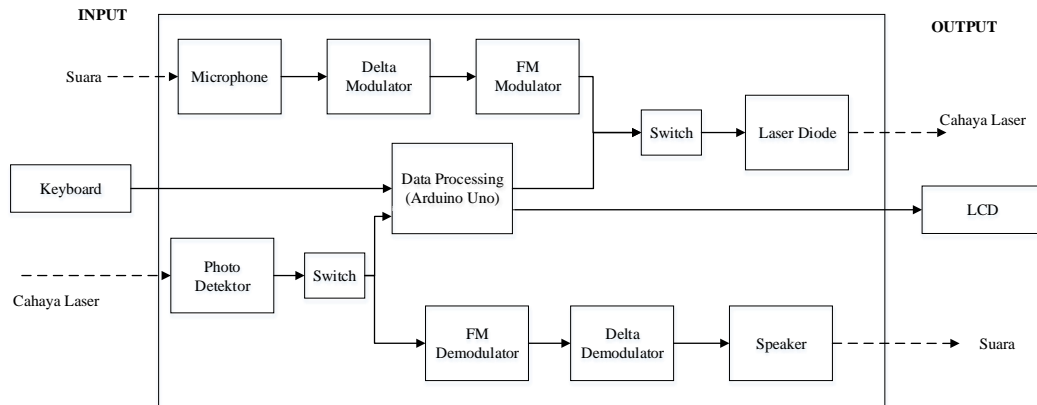 INPUT
OUTPUT
Suara
Microphone
Delta
Modulator
FM
Modulator
Switch
Laser Diode
Cahaya Laser
Keyboard
Data Processing
(Arduino Uno)
LCD
Cahaya Laser
Photo
Detektor
Switch
FM
Demodulator
Delta
Demodulator
Speaker
Suara